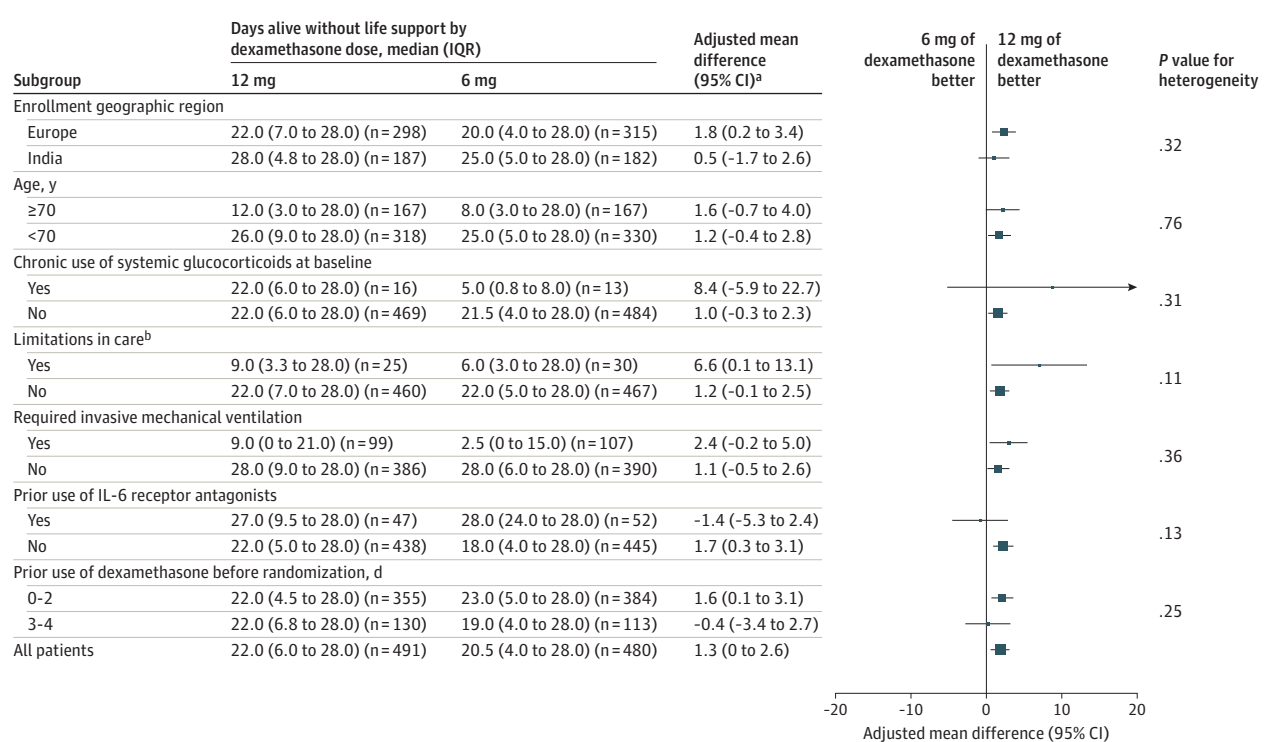 Days alive without life support by
dexamethasone dose, median (IQR)
Adjusted mean
difference
(95% CI)a
6 mg of
dexamethasone
better
12 mg of
dexamethasone
better
P value for
heterogeneity
Subgroup 12 mg 6 mg
Enrollment geographic region
Europe 22.0 (7.0 to 28.0) (n=298) 20.0 (4.0 to 28.0) (n=315) 1.8 (0.2 to 3.4)
.32
India 28.0 (4.8 to 28.0) (n=187) 25.0 (5.0 to 28.0) (n=182) 0.5 (-1.7 to 2.6)
Age, y
≥70 12.0 (3.0 to 28.0) (n=167) 8.0 (3.0 to 28.0) (n=167) 1.6 (-0.7 to 4.0)
.76
<70 26.0 (9.0 to 28.0) (n=318) 25.0 (5.0 to 28.0) (n=330) 1.2 (-0.4 to 2.8)
Chronic use of systemic glucocorticoids at baseline
Yes 22.0 (6.0 to 28.0) (n=16) 5.0 (0.8 to 8.0) (n=13) 8.4 (-5.9 to 22.7)
.31
No 22.0 (6.0 to 28.0) (n=469) 21.5 (4.0 to 28.0) (n=484) 1.0 (-0.3 to 2.3)
Limitations in careb
Yes 9.0 (3.3 to 28.0) (n=25) 6.0 (3.0 to 28.0) (n=30) 6.6 (0.1 to 13.1)
.11
No 22.0 (7.0 to 28.0) (n=460) 22.0 (5.0 to 28.0) (n=467) 1.2 (-0.1 to 2.5)
Required invasive mechanical ventilation
Yes 9.0 (0 to 21.0) (n=99) 2.5 (0 to 15.0) (n=107) 2.4 (-0.2 to 5.0)
.36
No 28.0 (9.0 to 28.0) (n=386) 28.0 (6.0 to 28.0) (n=390) 1.1 (-0.5 to 2.6)
Prior use of IL-6 receptor antagonists
Yes 27.0 (9.5 to 28.0) (n=47) 28.0 (24.0 to 28.0) (n=52) -1.4 (-5.3 to 2.4)
.13
No 22.0 (5.0 to 28.0) (n=438) 18.0 (4.0 to 28.0) (n=445) 1.7 (0.3 to 3.1)
Prior use of dexamethasone before randomization, d
0-2 22.0 (4.5 to 28.0) (n=355) 23.0 (5.0 to 28.0) (n=384) 1.6 (0.1 to 3.1)
.25
3-4 22.0 (6.8 to 28.0) (n=130) 19.0 (4.0 to 28.0) (n=113) -0.4 (-3.4 to 2.7)
All patients 22.0 (6.0 to 28.0) (n=491) 20.5 (4.0 to 28.0) (n=480) 1.3 (0 to 2.6)
-20 -10 0 10 20
Adjusted mean difference (95% CI)